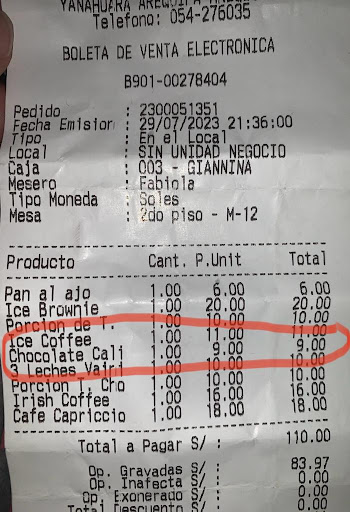 YANAHUARA AREQUIPA
Telefono: 054-276035
BOLETA DE VENTA ELECTRONICA
B901-00278404
Pedido : 2300051351
Fecha Emision : 29/07/2023 21:36:00
Tipo : En el Local
Local : SIN UNIDAD NEGOCIO
Caja : 003 - GIANNINA
Mesero : Fabiola
Tipo Moneda : Soles
Mesa : 2do piso - M-12
Producto Cant. P.Unit Total
Pan al ajo 1.00 6.00 6.00
Ice Brownie 1.00 20.00 20.00
Porcion de T. 1.00 10.00 10.00
Ice Coffee 1.00 11.00 11.00
Chocolate Cali 1.00 9.00 9.00
3 Leches Vaini 1.00 10.00 10.00
Porcion T. Cho 1.00 10.00 10.00
Irish Coffee 1.00 16.00 16.00
Cafe Capriccio 1.00 18.00 18.00
Total a Pagar S/ : 110.00
Op. Gravadas S/ : 83.97
Op. Inafecta S/ : 0.00
Op. Exonerado S/ : 0.00
Total Descuento S/ : 0.00